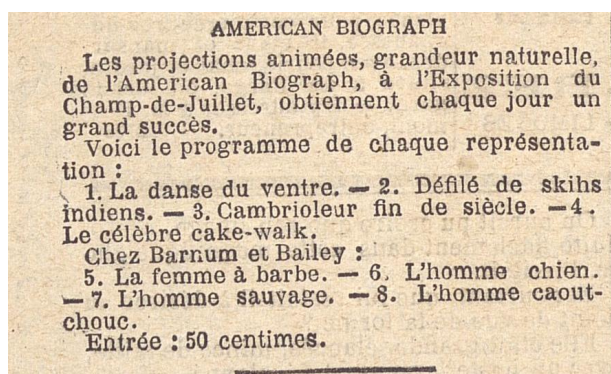 AMERICAN BIOGRAPH
Les projections animées, grandeur naturelle,
de l'American Biograph, à l'Exposition du
Champ-de-Juillet, obtiennent chaque jour un
grand succès.
Voici le programme de chaque représenta-
tion :
1. La danse du ventre. — 2. Défilé de skihs
indiens. — 3. Cambrioleur fin de siècle. — 4.
Le célèbre cake-walk.
Chez Barnum et Bailey :
5. La femme à barbe. — 6. L'homme chien.
— 7. L'homme sauvage. — 8. L'homme caout-
chouc.
Entrée : 50 centimes.